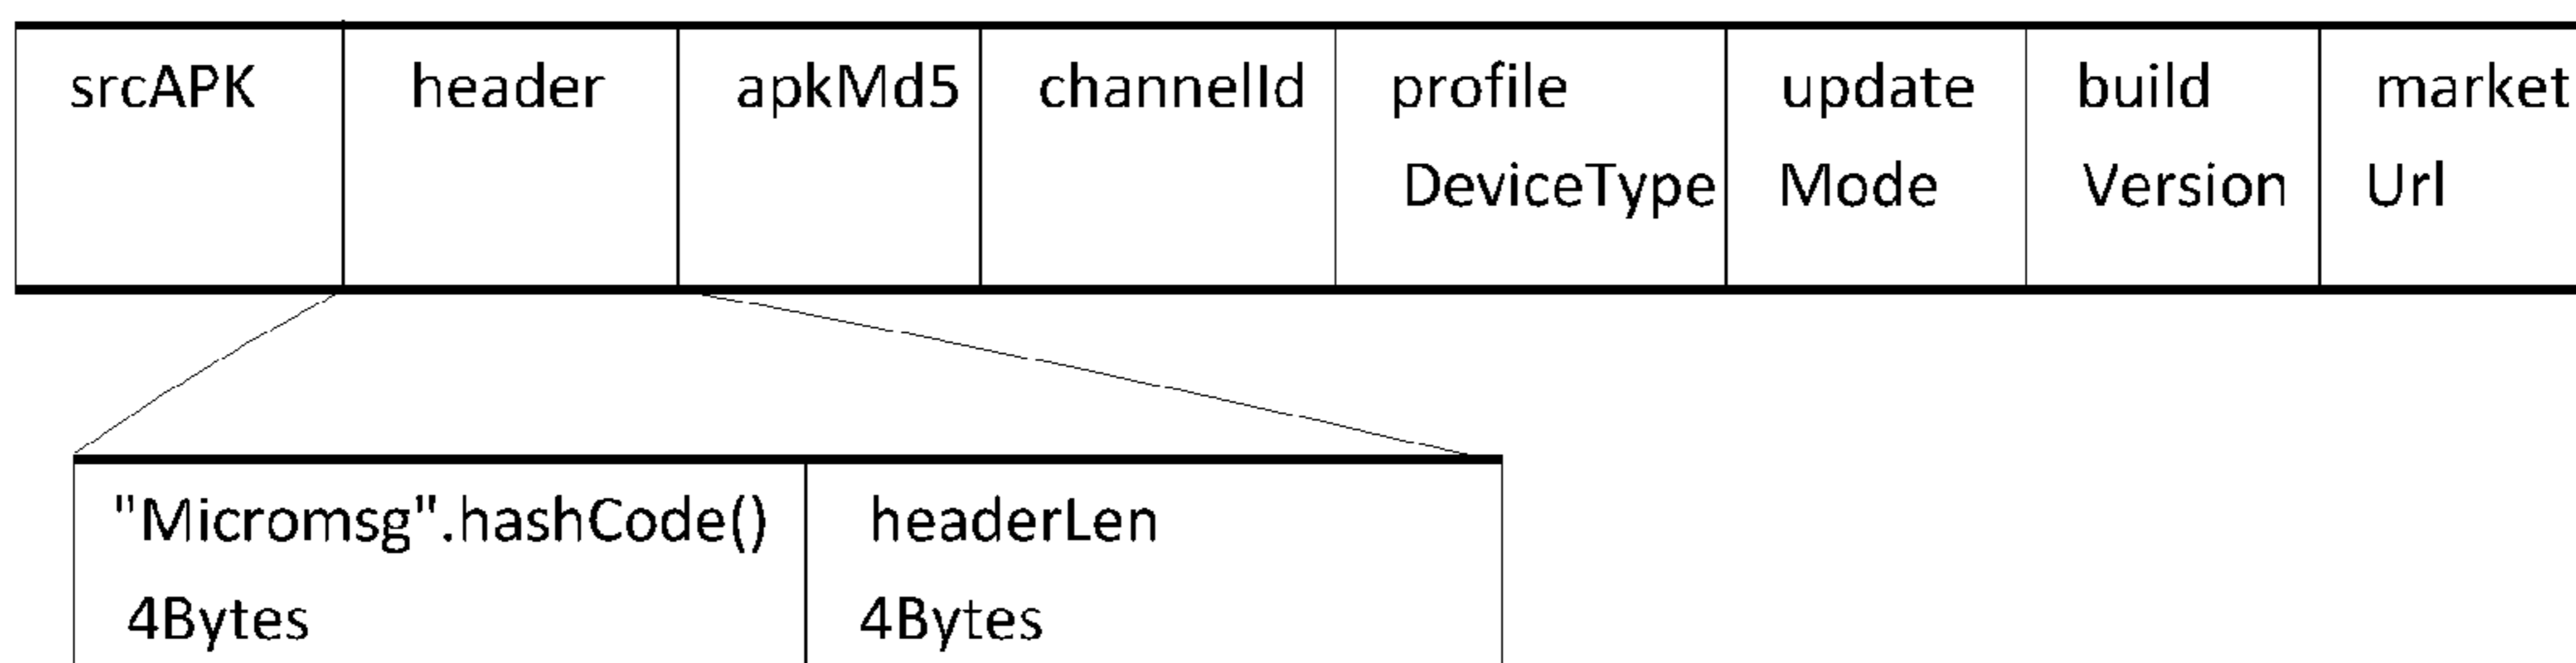 srcAPK header apkMd5 channelId profile update build market
DeviceType Mode Version Url
"Micromsg".hashCode() headerLen
4Bytes 4Bytes